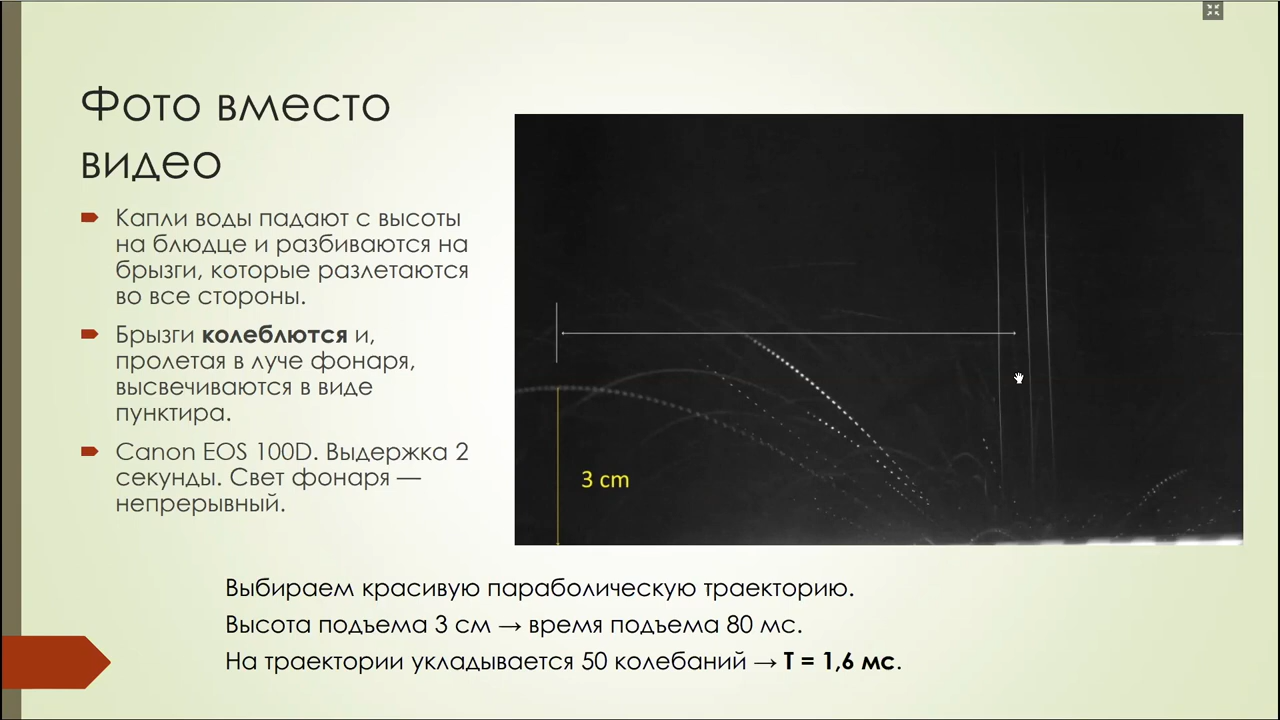 Фото вместо
видео
Капли воды падают с высоты
на блюдце и разбиваются на
брызги, которые разлетаются
во все стороны.
Брызги колеблются и,
пролетая в луче фонаря,
высвечиваются в виде
пунктира.
Canon EOS 100D. Выдержка 2
секунды. Свет фонаря —
непрерывный.
3 cm
Выбираем красивую параболическую траекторию.
Высота подъема 3 см → время подъема 80 мс.
На траектории укладывается 50 колебаний → T = 1,6 мс.